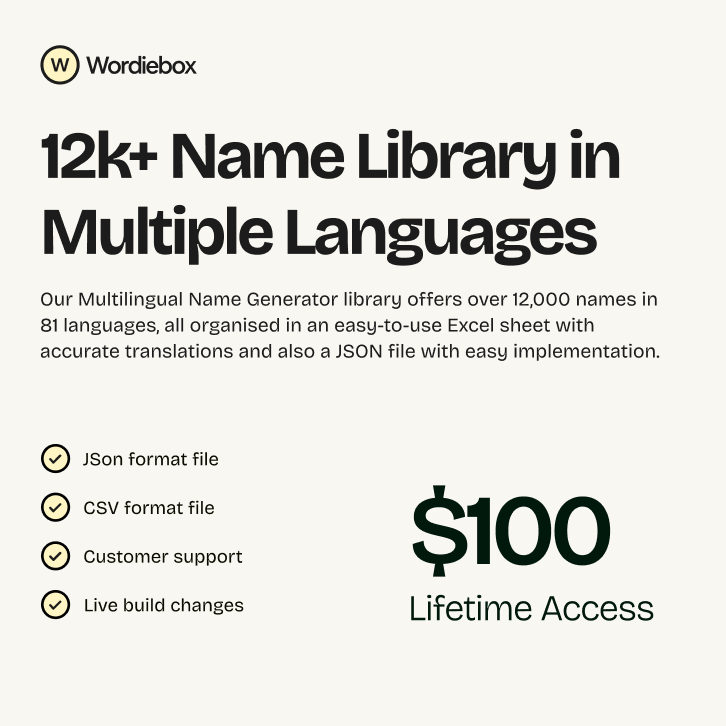 W Wordiebox
12k+ Name Library in
Multiple Languages
Our Multilingual Name Generator library offers over 12,000 names in
81 languages, all organised in an easy-to-use Excel sheet with
accurate translations and also a JSON file with easy implementation.
JSon format file
CSV format file
Customer support
Live build changes
$100
Lifetime Access